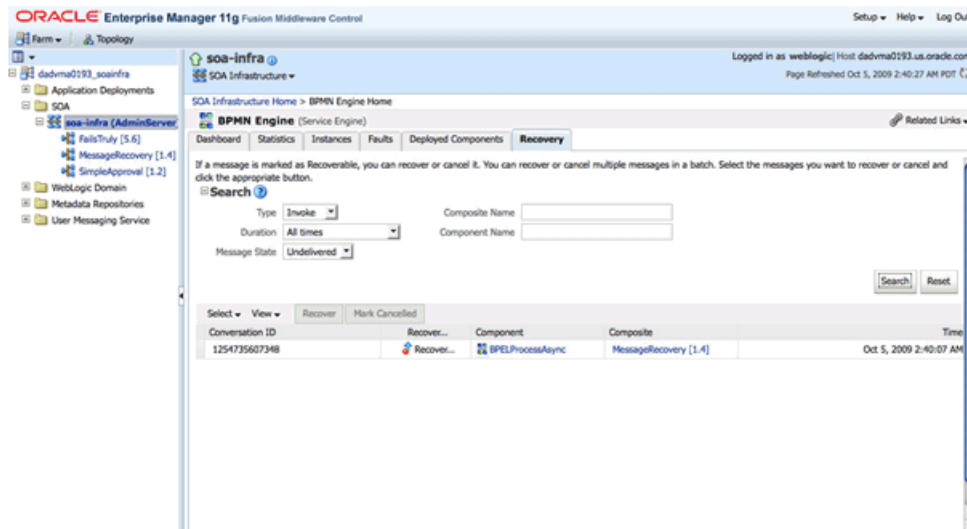 ORACLE Enterprise Manager 11g Fusion Middleware Control
Setup Help Log Out
Farm Topology
soa-infra
Logged in as weblogic| Host dadvma0193.us.oracle.com
SOA Infrastructure
Page Refreshed Oct 5, 2009 2:40:27 AM PDT
dadvma0193_soainfra
Application Deployments
SOA
soa-infra (AdminServer
FailsTruly [5.6]
MessageRecovery [1.4]
SimpleApproval [1.2]
WebLogic Domain
Metadata Repositories
User Messaging Service
SOA Infrastructure Home > BPMN Engine Home
BPMN Engine (Service Engine)
Related Links
Dashboard Statistics Instances Faults Deployed Components Recovery
If a message is marked as Recoverable, you can recover or cancel it. You can recover or cancel multiple messages in a batch. Select the messages you want to recover or cancel and
click the appropriate button.
Search
Type Invoke Composite Name
Duration All times Component Name
Message State Undelivered
Search Reset
Select View Recover Mark Cancelled
Conversation ID Recover... Component Composite Time
1254735607348 Recover... BPELProcessAsync MessageRecovery [1.4] Oct 5, 2009 2:40:07 AM